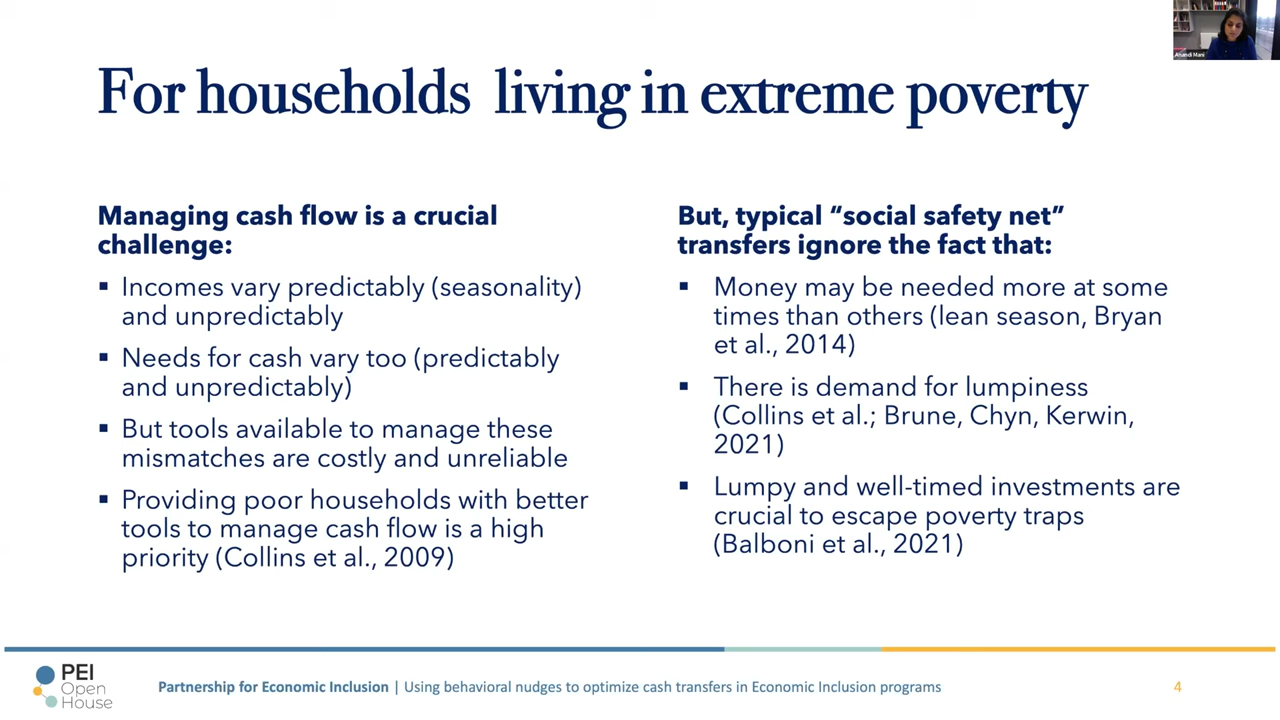 Anandi Mani
For households living in extreme poverty
Managing cash flow is a crucial
challenge:
▪ Incomes vary predictably (seasonality)
and unpredictably
▪ Needs for cash vary too (predictably
and unpredictably)
▪ But tools available to manage these
mismatches are costly and unreliable
▪ Providing poor households with better
tools to manage cash flow is a high
priority (Collins et al., 2009)
But, typical “social safety net”
transfers ignore the fact that:
▪ Money may be needed more at some
times than others (lean season, Bryan
et al., 2014)
▪ There is demand for lumpiness
(Collins et al.; Brune, Chyn, Kerwin,
2021)
▪ Lumpy and well-timed investments are
crucial to escape poverty traps
(Balboni et al., 2021)
PEI
Open
House
Partnership for Economic Inclusion | Using behavioral nudges to optimize cash transfers in Economic Inclusion programs
4